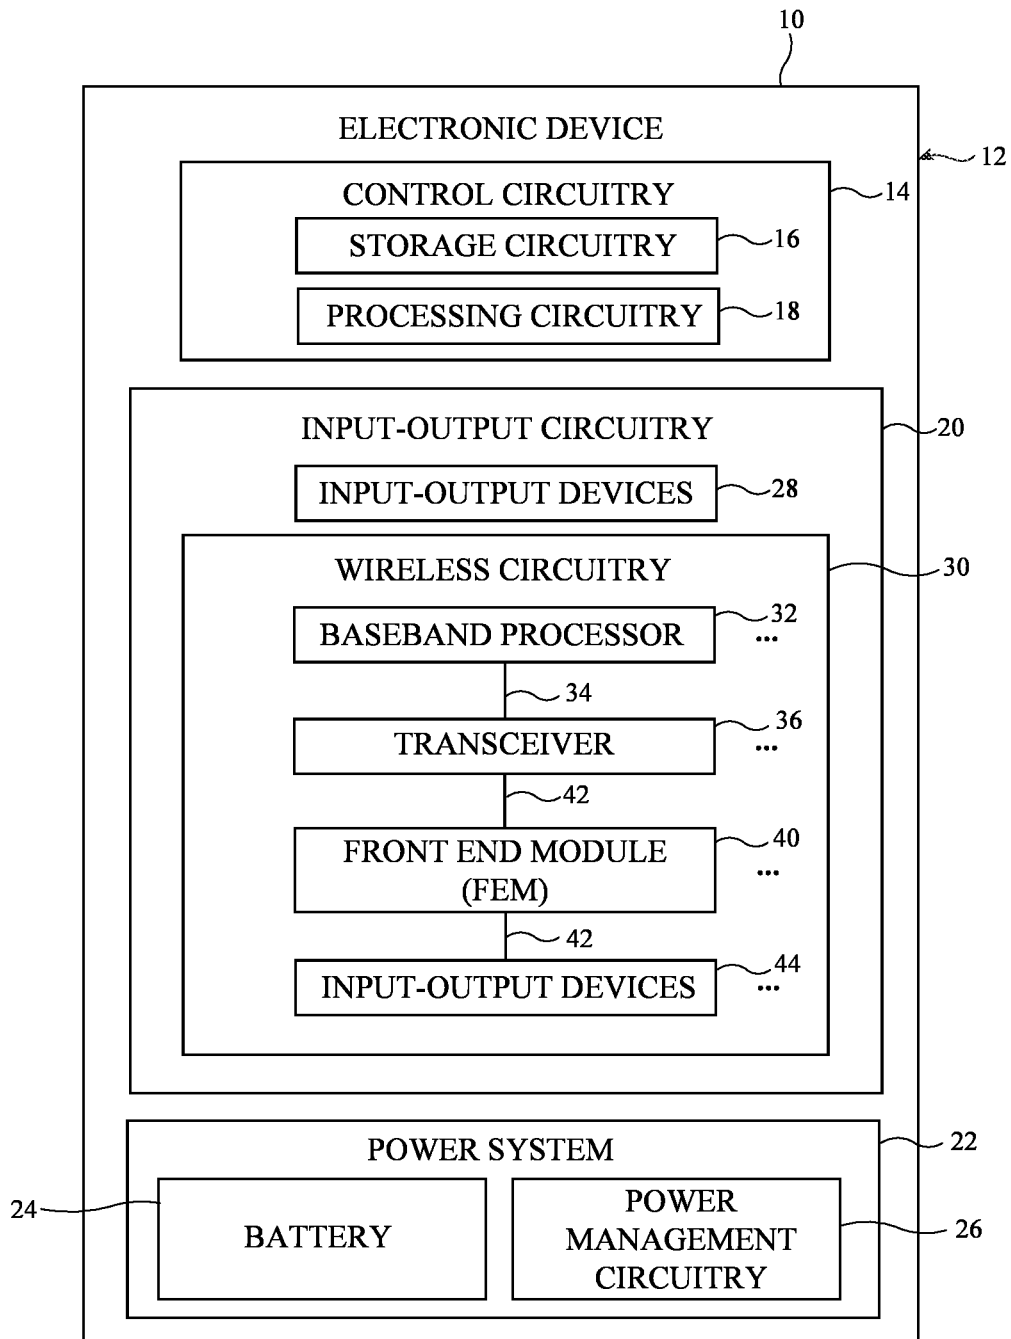 10
ELECTRONIC DEVICE
12
CONTROL CIRCUITRY
14
STORAGE CIRCUITRY
16
PROCESSING CIRCUITRY
18
INPUT-OUTPUT CIRCUITRY
20
INPUT-OUTPUT DEVICES
28
WIRELESS CIRCUITRY
30
BASEBAND PROCESSOR
32
...
34
TRANSCEIVER
36
...
42
FRONT END MODULE
(FEM)
40
...
42
INPUT-OUTPUT DEVICES
44
...
POWER SYSTEM
22
24
BATTERY
POWER
MANAGEMENT
CIRCUITRY
26